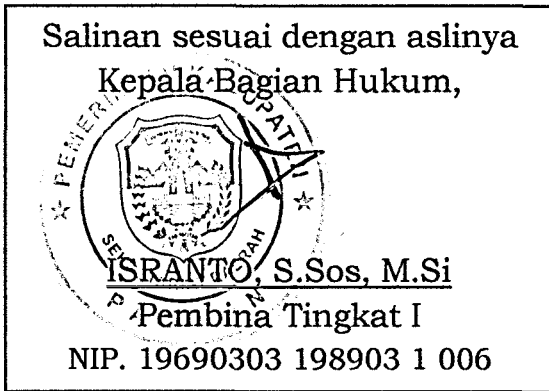 Salinan sesuai dengan aslinya
Kepala Bagian Hukum,
ISRANTO, S.Sos, M.Si
Pembina Tingkat I
NIP. 19690303 198903 1 006